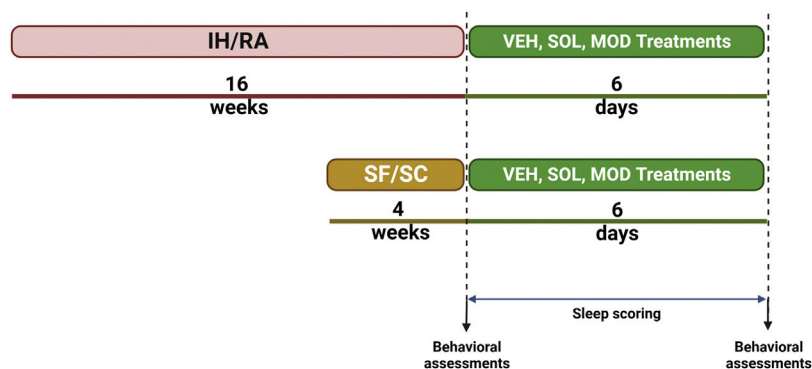 IH/RA
VEH, SOL, MOD Treatments
16
weeks
6
days
SF/SC
VEH, SOL, MOD Treatments
4
weeks
6
days
Sleep scoring
Behavioral
assessments
Behavioral
assessments